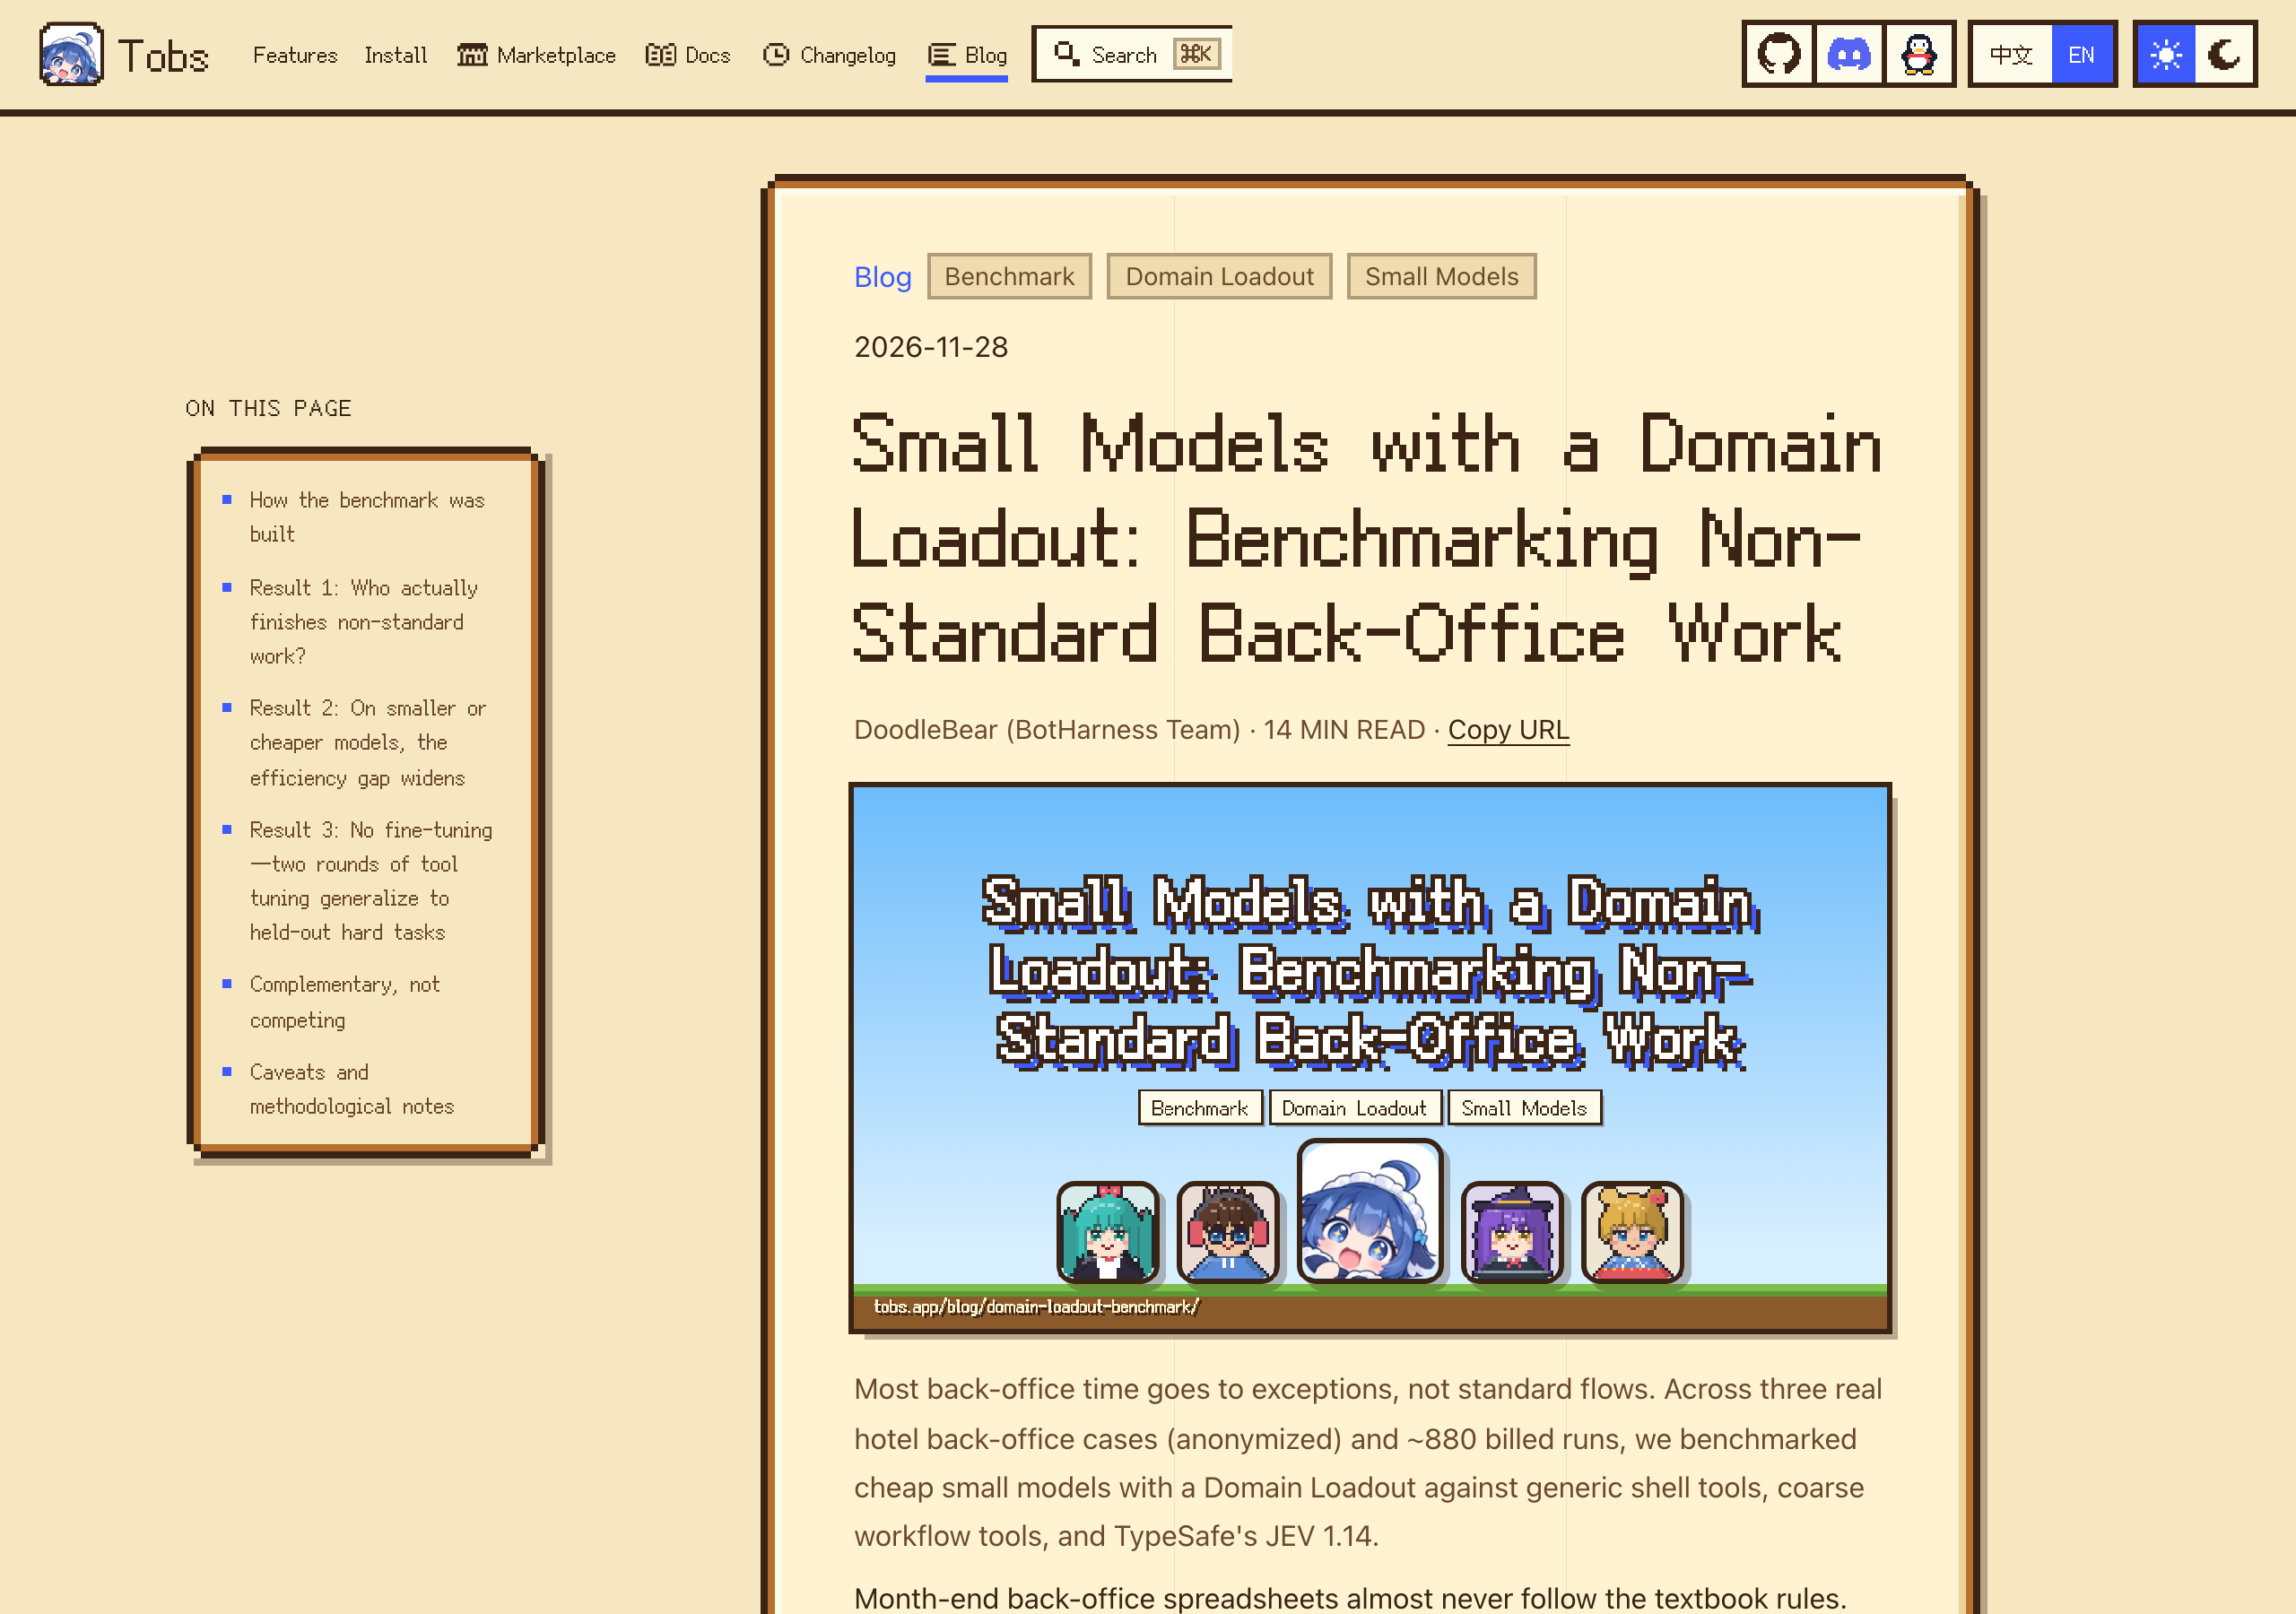 Tobs
Features
Install
Marketplace
Docs
Changelog
Blog
Search ⌘K
中文
EN
ON THIS PAGE
How the benchmark was
built
Result 1: Who actually
finishes non-standard
work?
Result 2: On smaller or
cheaper models, the
efficiency gap widens
Result 3: No fine-tuning
—two rounds of tool
tuning generalize to
held-out hard tasks
Complementary, not
competing
Caveats and
methodological notes
Blog
Benchmark
Domain Loadout
Small Models
2026-11-28
Small Models with a Domain
Loadout: Benchmarking Non-
Standard Back-Office Work
DoodleBear (BotHarness Team) · 14 MIN READ · Copy URL
Small Models with a Domain
Loadout: Benchmarking Non-
Standard Back-Office Work
Benchmark
Domain Loadout
Small Models
tobs.app/blog/domain-loadout-benchmark/
Most back-office time goes to exceptions, not standard flows. Across three real
hotel back-office cases (anonymized) and ~880 billed runs, we benchmarked
cheap small models with a Domain Loadout against generic shell tools, coarse
workflow tools, and TypeSafe's JEV 1.14.
Month-end back-office spreadsheets almost never follow the textbook rules.